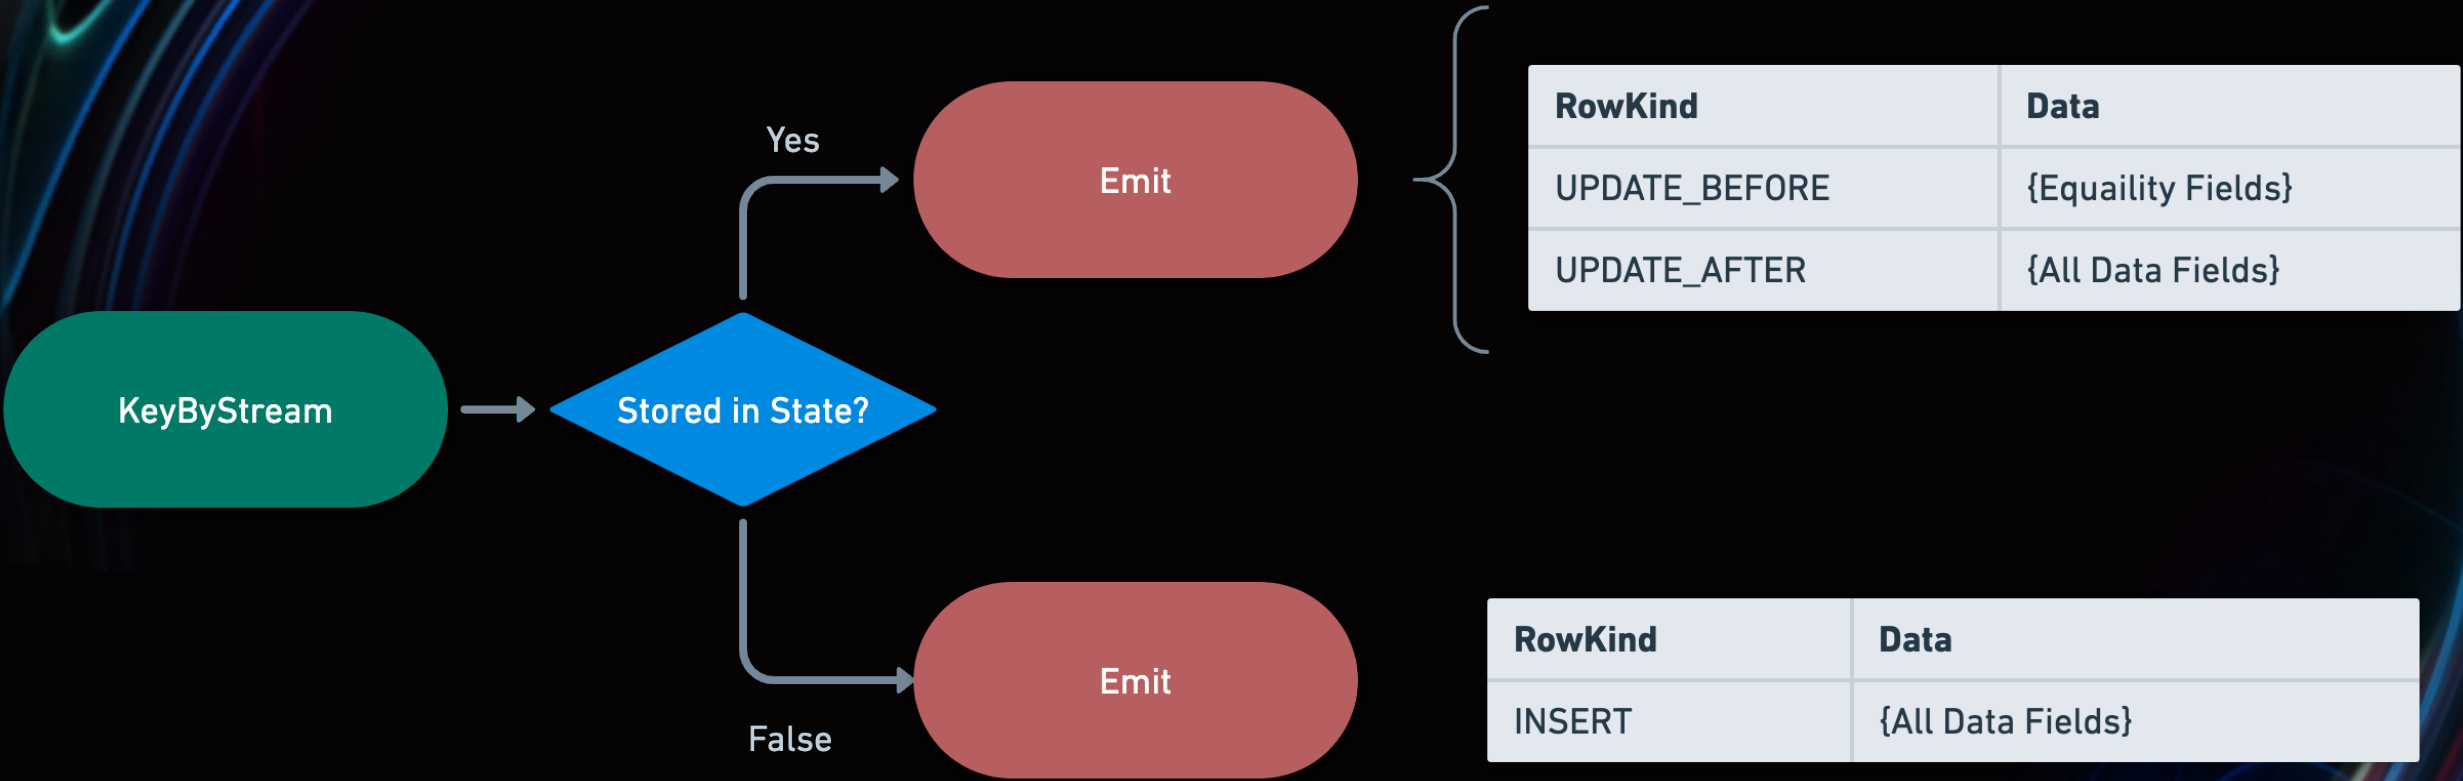 Yes
Emit
RowKind Data
UPDATE_BEFORE {Equaility Fields}
UPDATE_AFTER {All Data Fields}
KeyByStream
Stored in State?
Emit
False
RowKind Data
INSERT {All Data Fields}